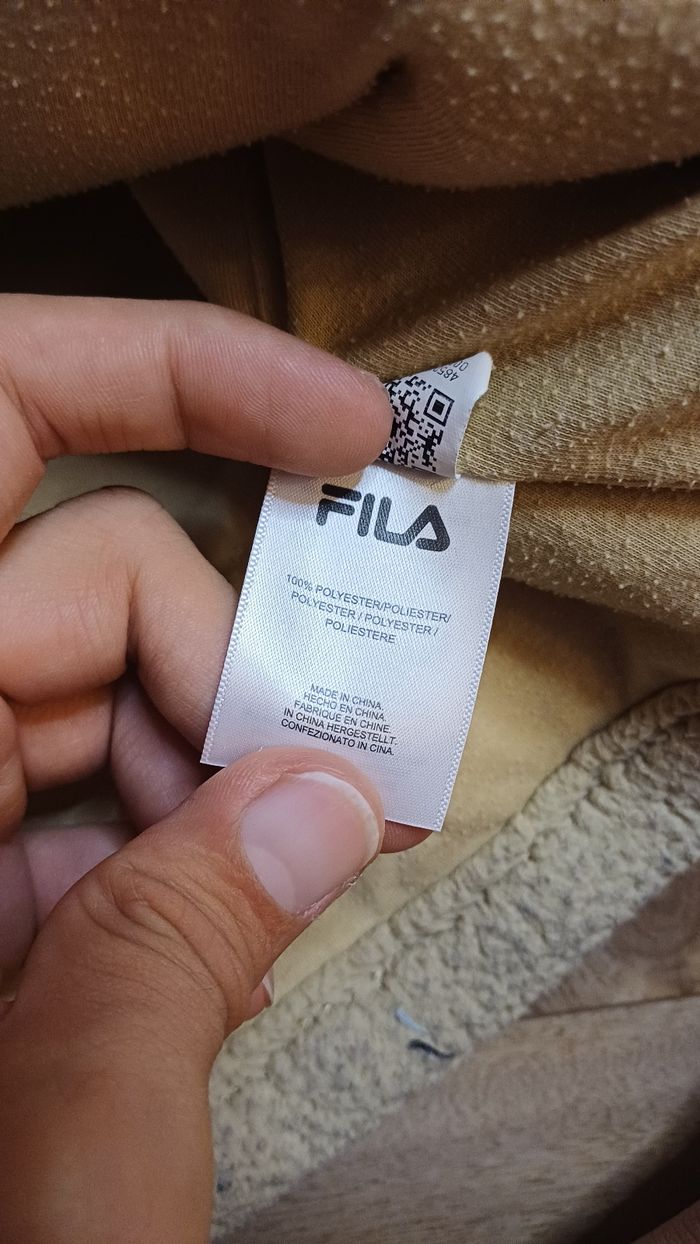 FILA
100% POLYESTER/POLIESTER/
POLYESTER / POLYESTER /
POLIESTERE
MADE IN CHINA
HECHO EN CHINA.
FABRIQUE EN CHINE.
IN CHINA HERGESTELLT.
CONFEZIONATO IN CINA.